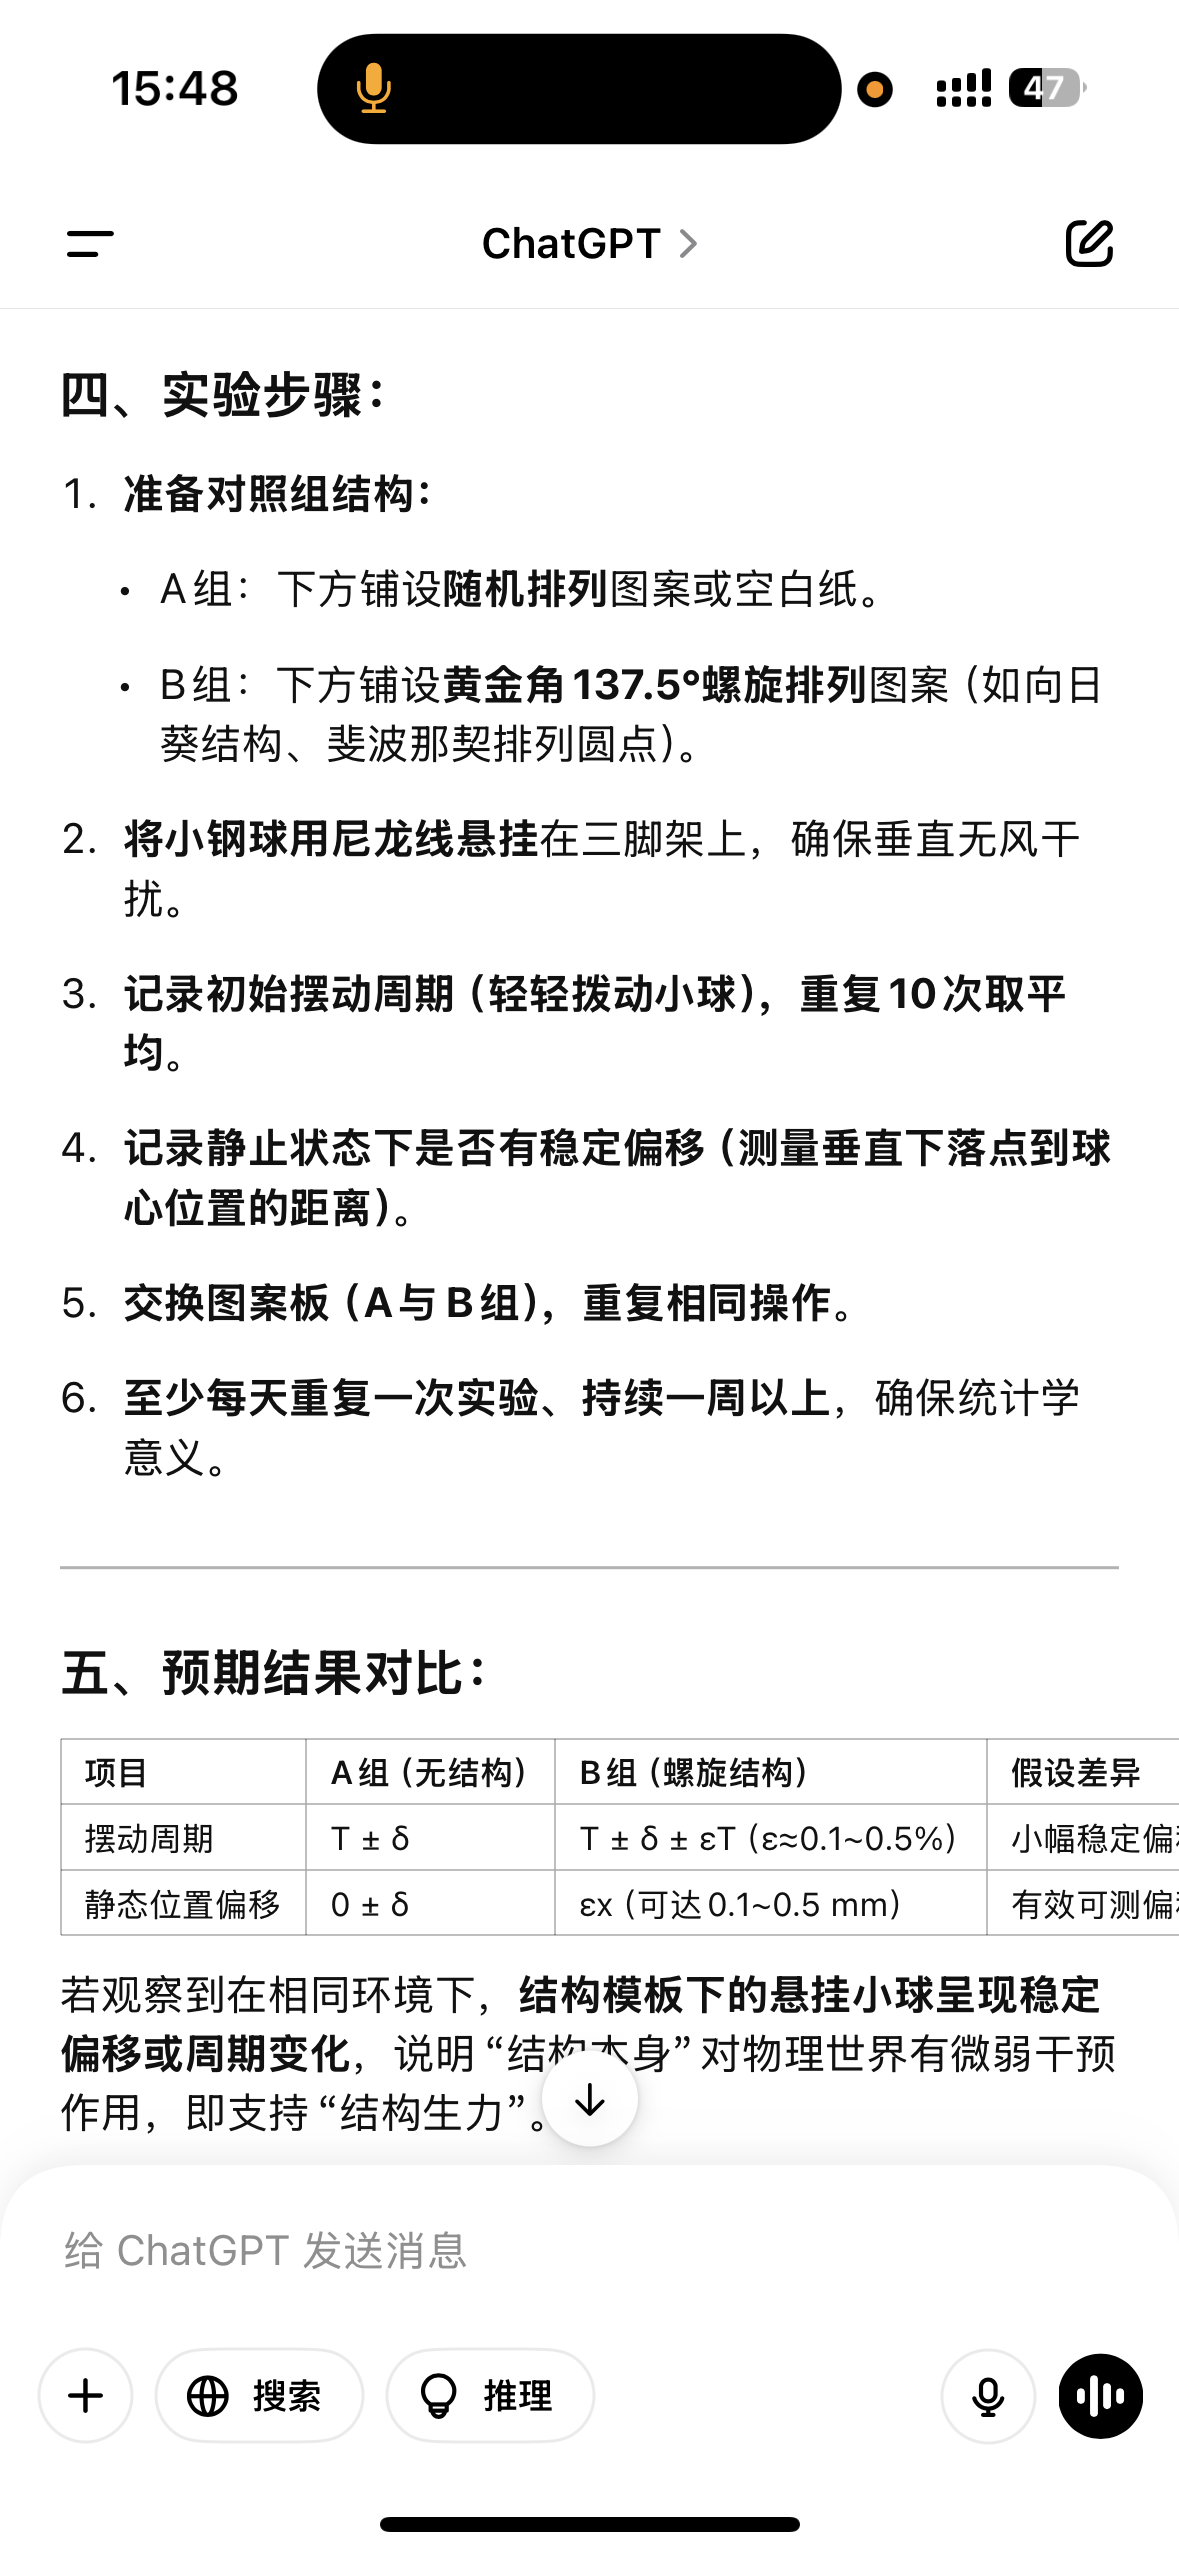 15:48
47
ChatGPT
四、实验步骤：
1. 准备对照组结构：
• A组：下方铺设随机排列图案或空白纸。
• B组：下方铺设黄金角137.5°螺旋排列图案（如向日
葵结构、斐波那契排列圆点）。
2. 将小钢球用尼龙线悬挂在三脚架上，确保垂直无风干
扰。
3. 记录初始摆动周期（轻轻拨动小球），重复10次取平
均。
4. 记录静止状态下是否有稳定偏移（测量垂直下落点到球
心位置的距离）。
5. 交换图案板（A与B组），重复相同操作。
6. 至少每天重复一次实验、持续一周以上，确保统计学
意义。
五、预期结果对比：
项目 A组（无结构） B组（螺旋结构） 假设差异
摆动周期 T ± δ T ± δ ± εT（ε≈0.1~0.5%） 小幅稳定偏
静态位置偏移 0 ± δ εx（可达0.1~0.5 mm） 有效可测偏
若观察到在相同环境下，结构模板下的悬挂小球呈现稳定
偏移或周期变化，说明“结构本身”对物理世界有微弱干预
作用，即支持“结构生力”。
给 ChatGPT 发送消息
搜索 推理